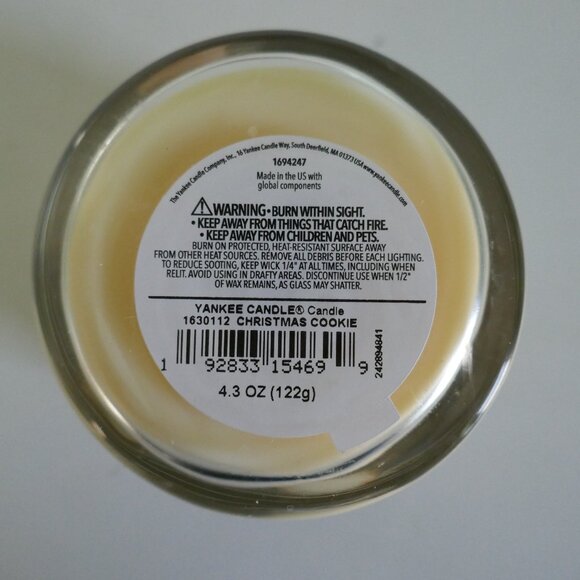 The Yankee Candle Company, Inc., 16 Yankee Candle Way, South Deerfield, MA 01373 USA www.yankeecandle.com
1694247
Made in the US with
global components
WARNING • BURN WITHIN SIGHT.
• KEEP AWAY FROM THINGS THAT CATCH FIRE.
• KEEP AWAY FROM CHILDREN AND PETS.
BURN ON PROTECTED, HEAT-RESISTANT SURFACE AWAY
FROM OTHER HEAT SOURCES. REMOVE ALL DEBRIS BEFORE EACH LIGHTING.
TO REDUCE SOOTING, KEEP WICK 1/4" AT ALL TIMES, INCLUDING WHEN
RELIT. AVOID USING IN DRAFTY AREAS. DISCONTINUE USE WHEN 1/2"
OF WAX REMAINS, AS GLASS MAY SHATTER.
YANKEE CANDLE® Candle
1630112 CHRISTMAS COOKIE
1 92833 15469 9
242894841
4.3 OZ (122g)